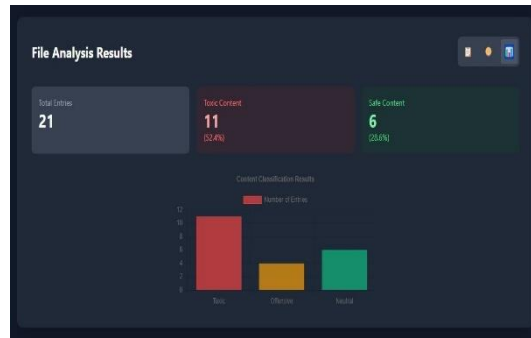 File Analysis Results
Total Entries
21
Toxic Content
11
(52.4%)
Safe Content
6
(28.6%)
Content Classification Results
Number of Entries
12
10
8
6
4
2
0
Toxic
Offensive
Neutral